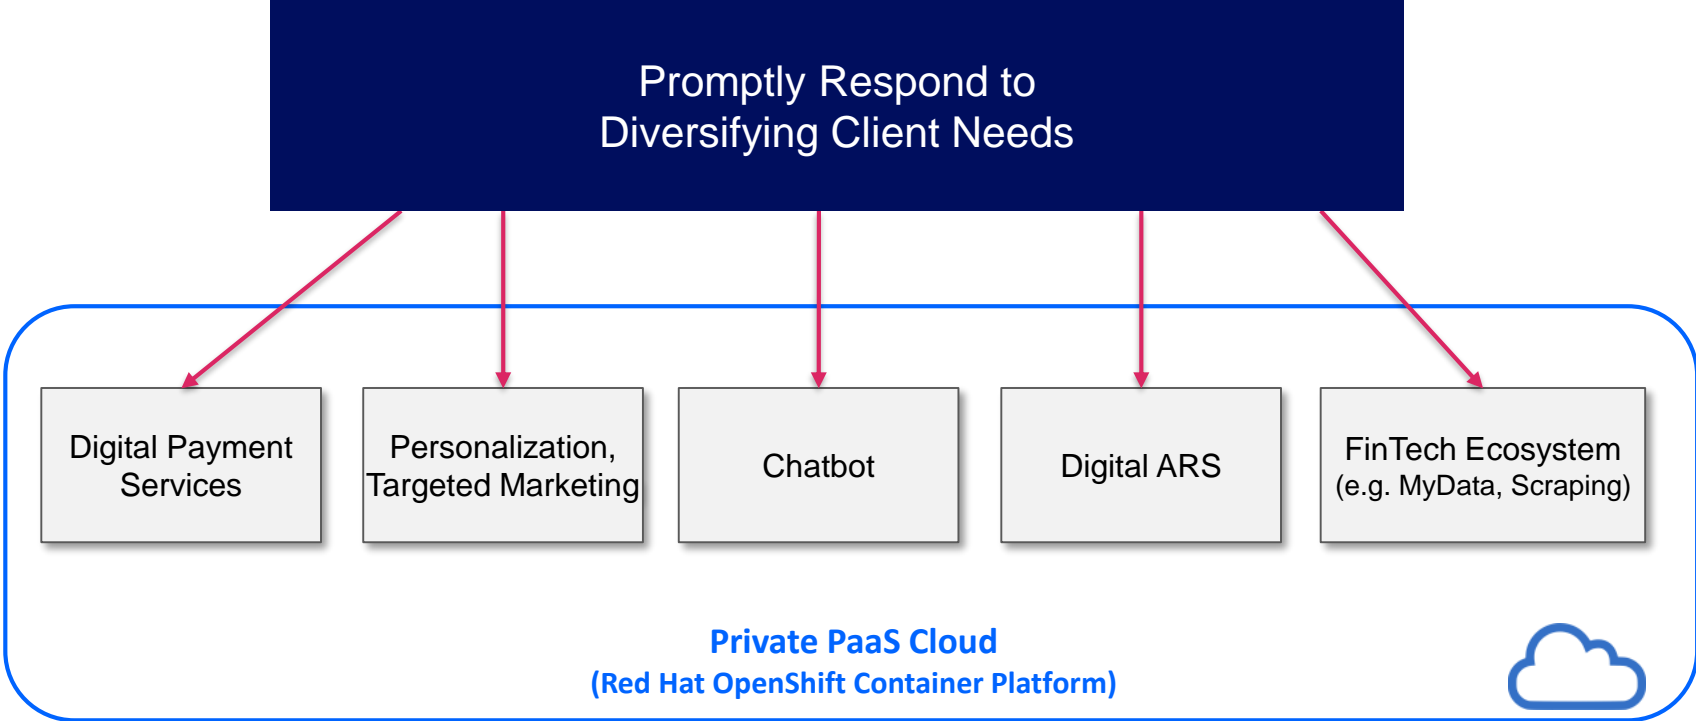 Promptly Respond to
Diversifying Client Needs
Digital Payment
Services
Personalization,
Targeted Marketing
Chatbot
Digital ARS
FinTech Ecosystem
(e.g. MyData, Scraping)
Private PaaS Cloud
(Red Hat OpenShift Container Platform)